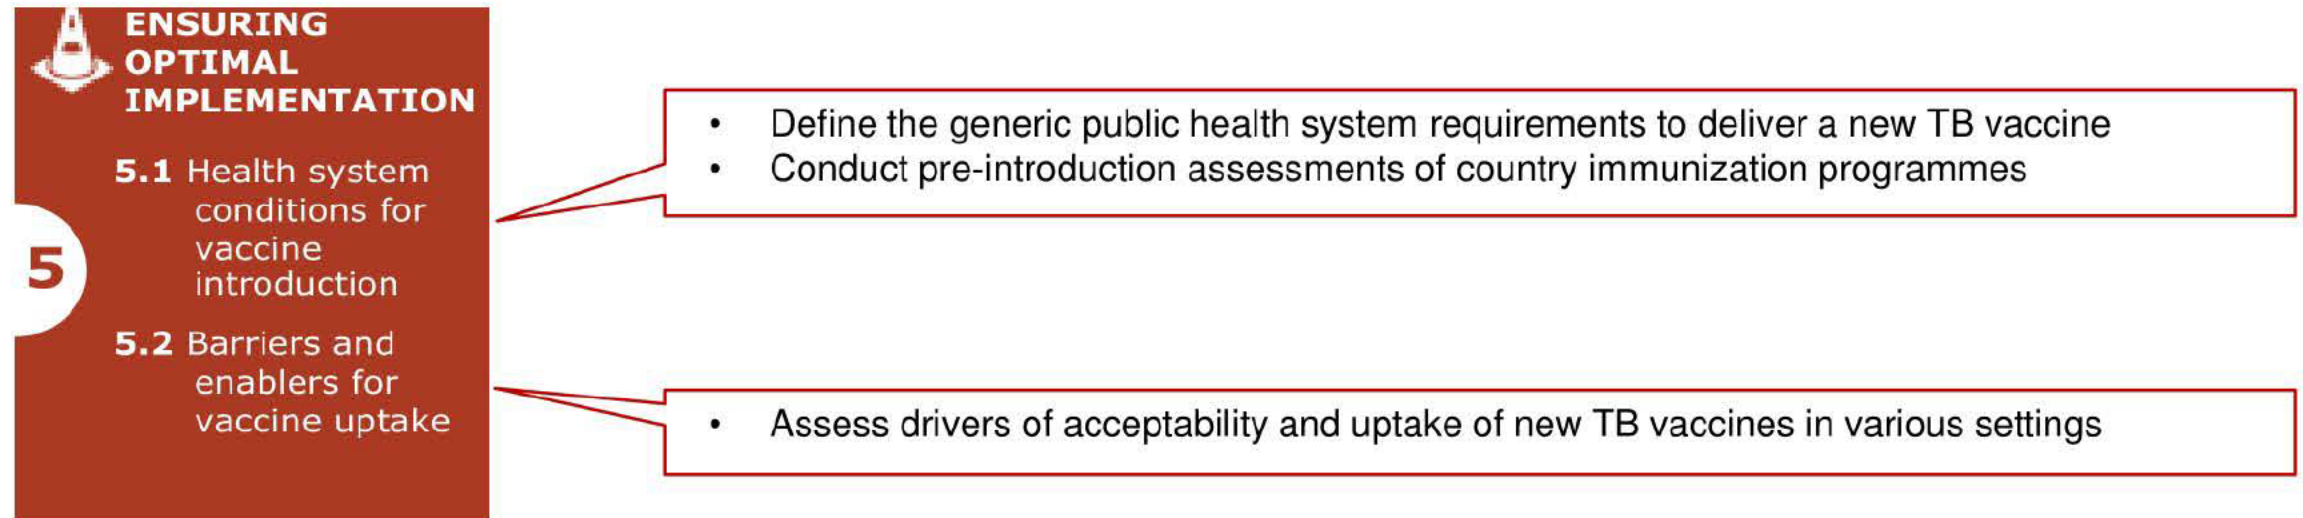 ENSURING
OPTIMAL
IMPLEMENTATION
5.1 Health system
conditions for
vaccine
introduction
5
5.2 Barriers and
enablers for
vaccine uptake
• Define the generic public health system requirements to deliver a new TB vaccine
• Conduct pre-introduction assessments of country immunization programmes
• Assess drivers of acceptability and uptake of new TB vaccines in various settings